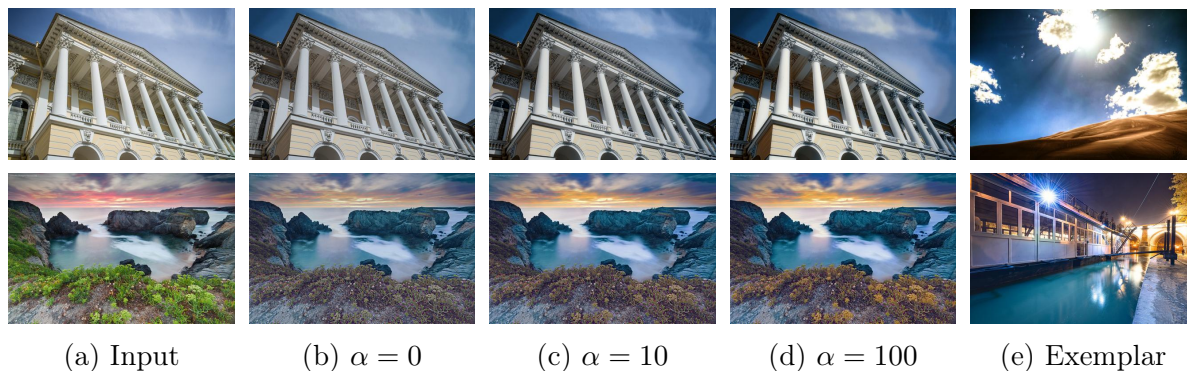 (a) Input (b) α = 0 (c) α = 10 (d) α = 100 (e) Exemplar